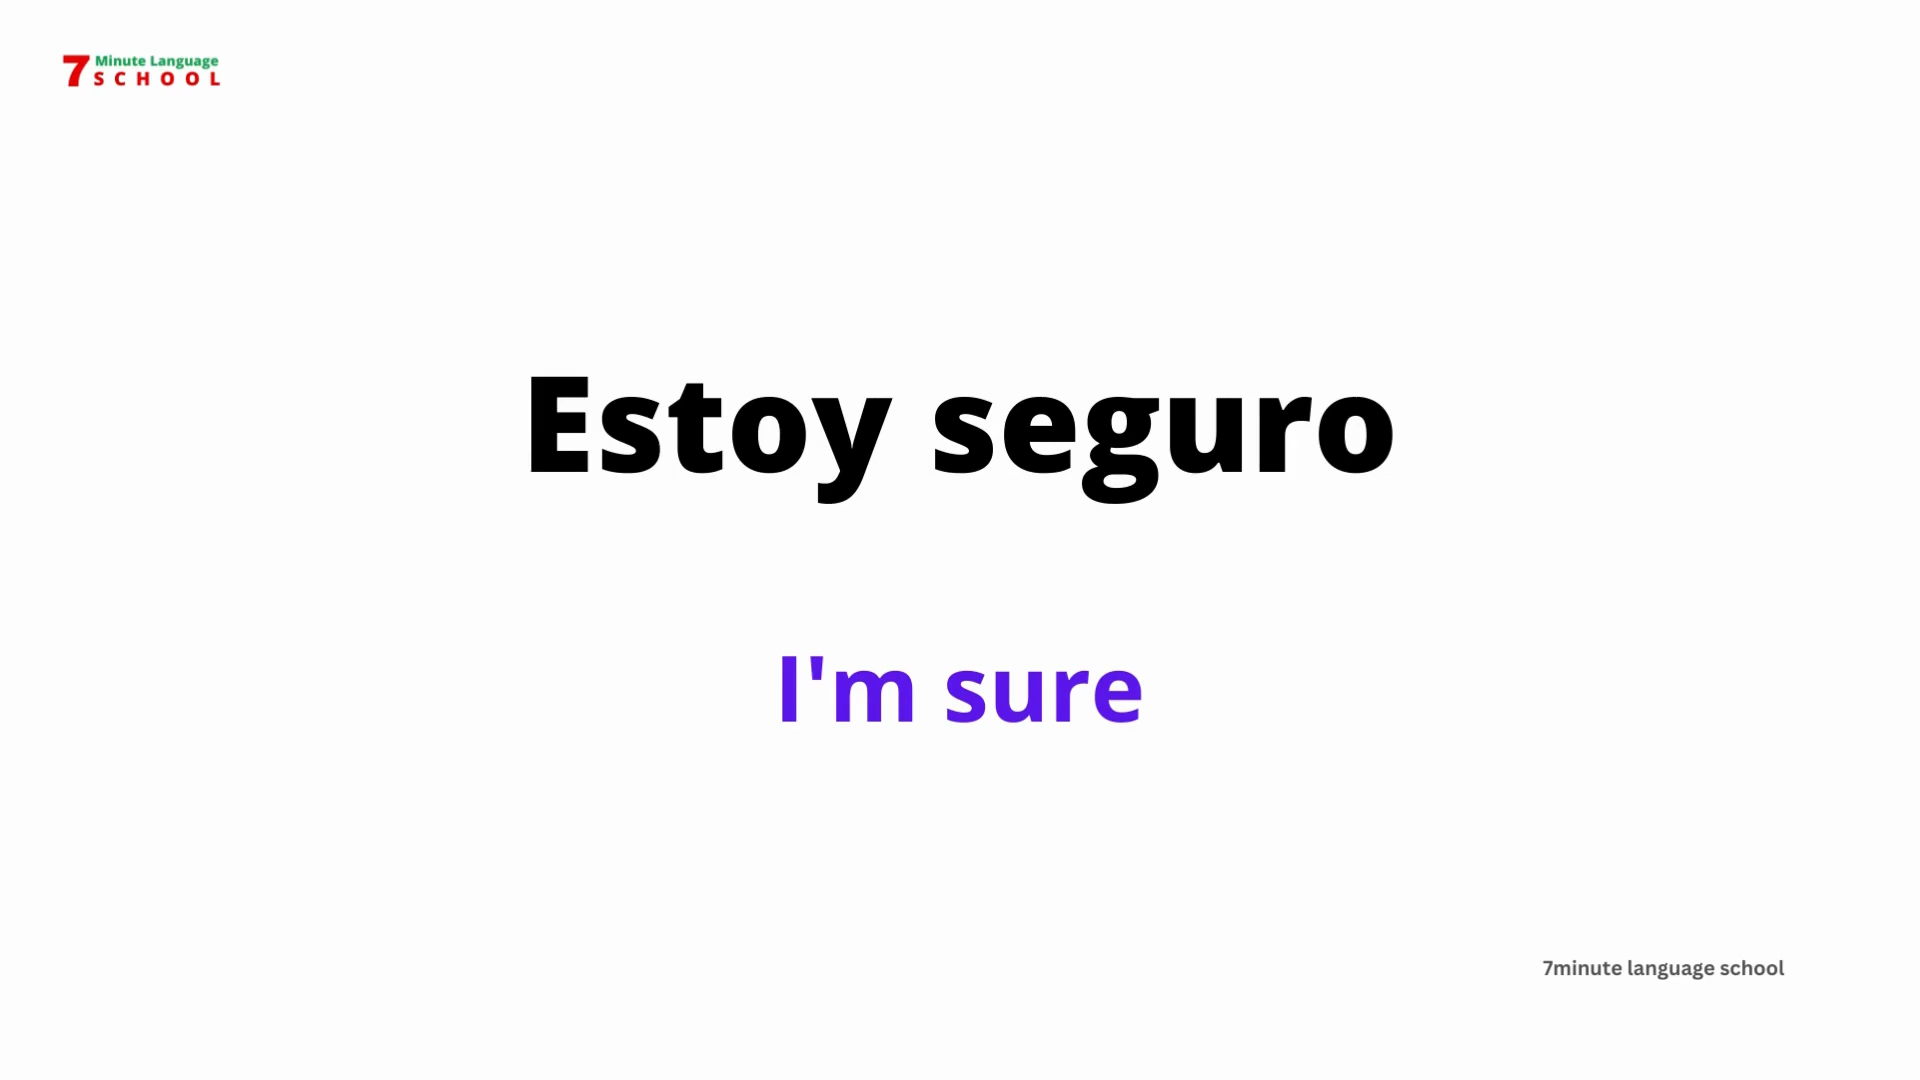 7 Minute Language
SCHOOL
Estoy seguro
I'm sure
7minute language school